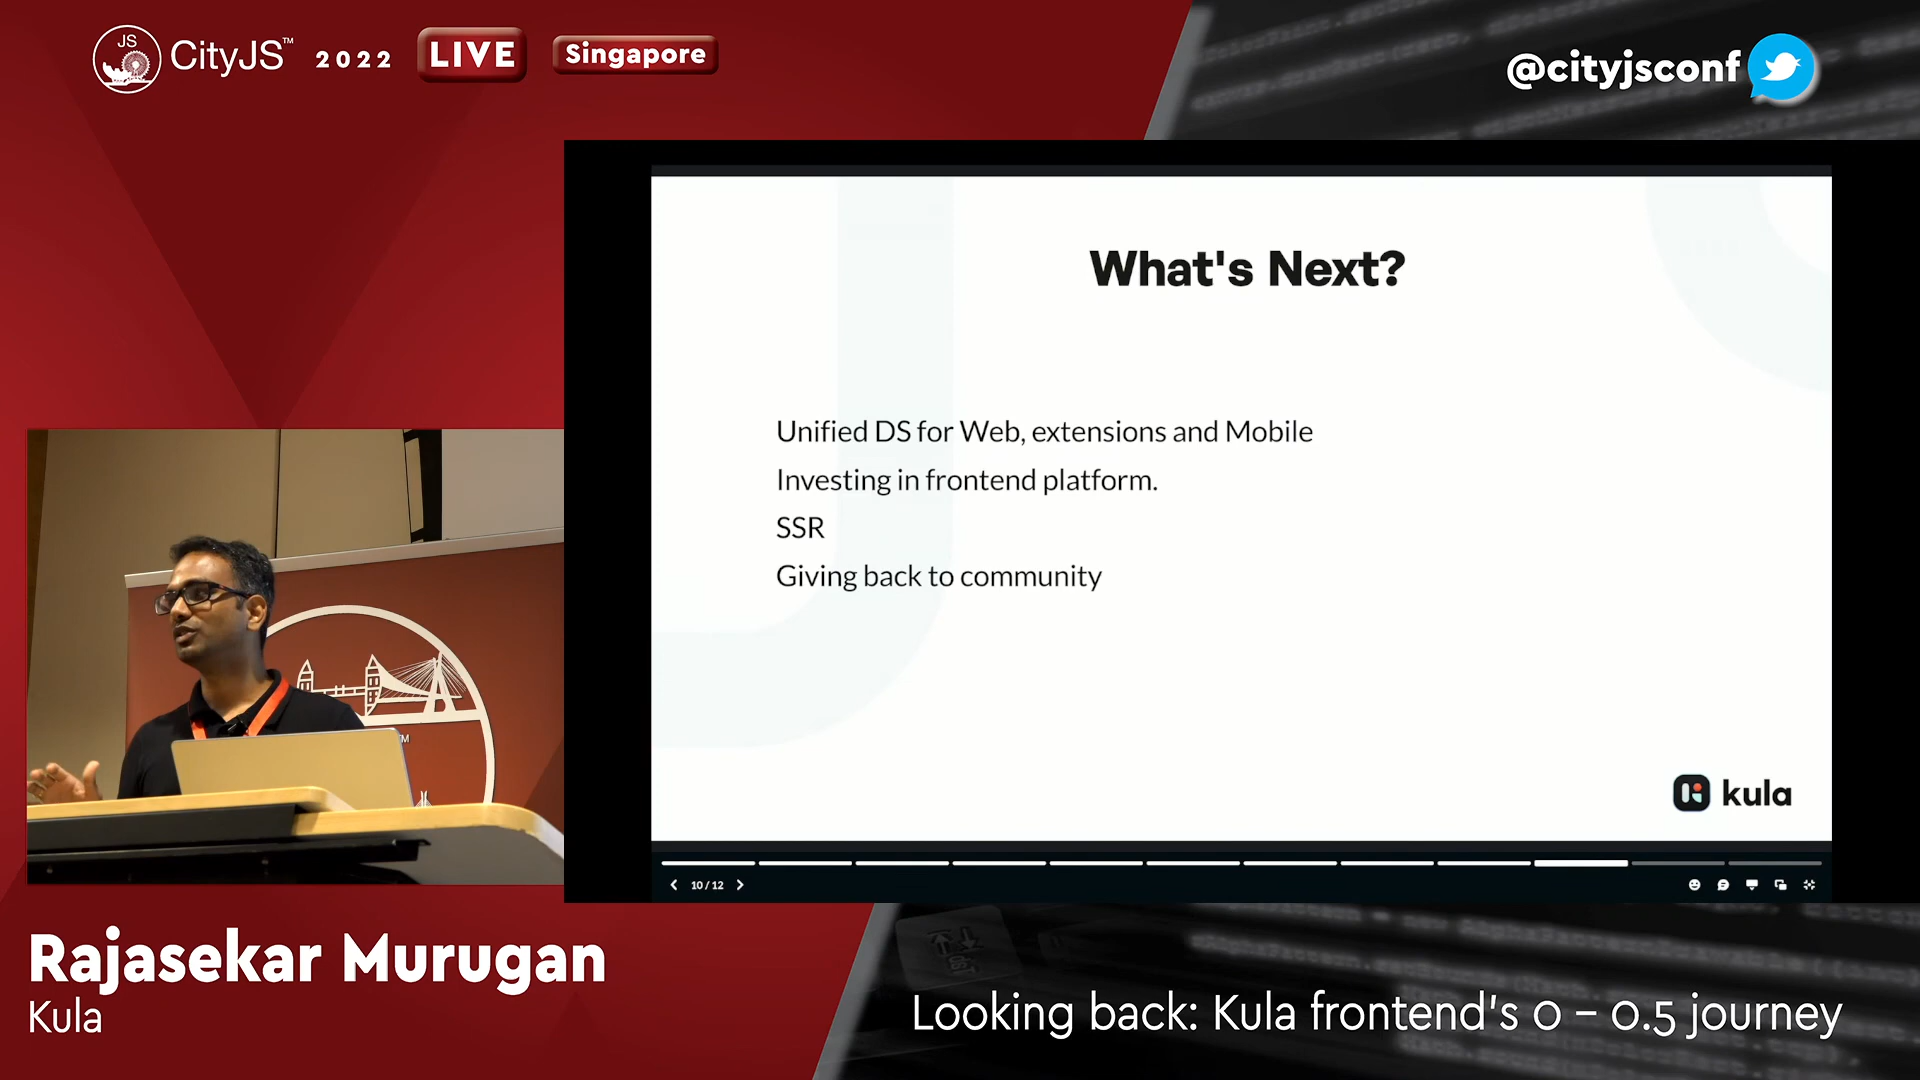 JS
CityJS™ 2022 LIVE Singapore
@cityjsconf
What's Next?
Unified DS for Web, extensions and Mobile
Investing in frontend platform.
SSR
Giving back to community
kula
10 / 12
TM
Rajasekar Murugan
Kula
Looking back: Kula frontend's 0 – 0.5 journey